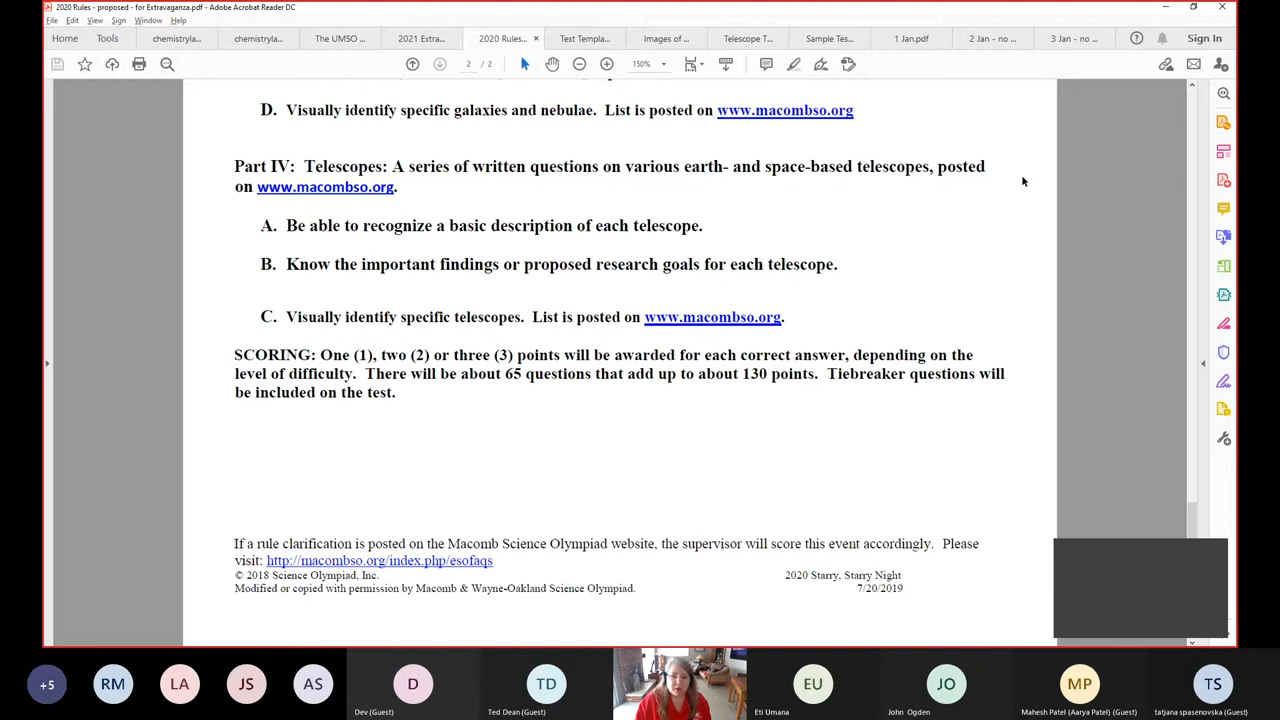 2020 Rules - proposed - for Extravaganza.pdf - Adobe Acrobat Reader DC
File Edit View Sign Window Help
Home Tools chemistryla... chemistryla... The UMSO ... 2021 Extra... 2020 Rules... × Test Templa... Images of ... Telescope T... Sample Tes... 1 Jan.pdf 2 Jan - no ... 3 Jan - no ... Sign In
2 / 2 150%
D. Visually identify specific galaxies and nebulae. List is posted on www.macombso.org
Part IV: Telescopes: A series of written questions on various earth- and space-based telescopes, posted
on www.macombso.org.
A. Be able to recognize a basic description of each telescope.
B. Know the important findings or proposed research goals for each telescope.
C. Visually identify specific telescopes. List is posted on www.macombso.org.
SCORING: One (1), two (2) or three (3) points will be awarded for each correct answer, depending on the
level of difficulty. There will be about 65 questions that add up to about 130 points. Tiebreaker questions will
be included on the test.
If a rule clarification is posted on the Macomb Science Olympiad website, the supervisor will score this event accordingly. Please
visit: http://macombso.org/index.php/esofaqs
© 2018 Science Olympiad, Inc. 2020 Starry, Starry Night
Modified or copied with permission by Macomb & Wayne-Oakland Science Olympiad. 7/20/2019
+5 RM LA JS AS D TD EU JO MP TS
Dev (Guest) Ted Dean (Guest) Eti Umana John Ogden Mahesh Patel (Aarya Patel) (Guest) tatjana spasenovska (Guest)